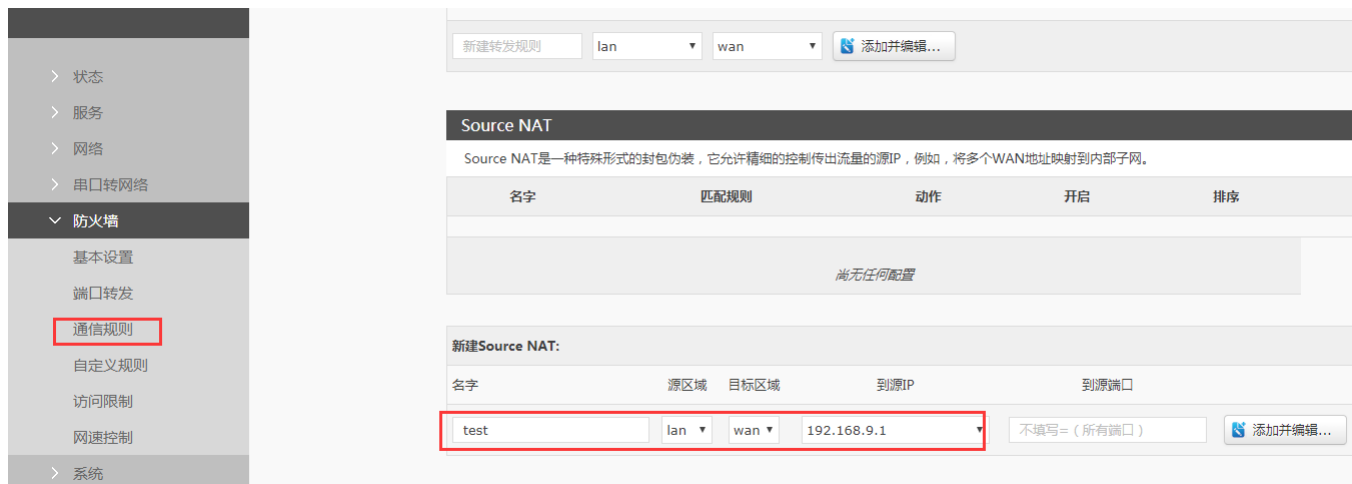 新建转发规则 lan wan 添加并编辑...
状态
服务
网络
串口转网络
防火墙
基本设置
端口转发
通信规则
自定义规则
访问限制
网速控制
系统
Source NAT
Source NAT是一种特殊形式的封包伪装，它允许精细的控制传出流量的源IP，例如，将多个WAN地址映射到内部子网。
名字 匹配规则 动作 开启 排序
尚无任何配置
新建Source NAT:
名字 源区域 目标区域 到源IP 到源端口
test lan wan 192.168.9.1 不填写=（所有端口） 添加并编辑...